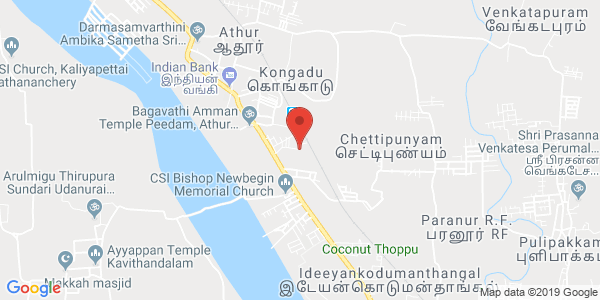 Athur
ஆதூர்
Darmasamvarthini
Ambika Sametha Sri...
Venkatapuram
வேங்கடபுரம்
SI Church, Kaliyapettai
athananchery
Indian Bank
இந்தியன்
வங்கி
Kongadu
கொங்காடு
Bagavathi Amman
Temple Peedam, Athur...
Chettipunyam
செட்டிபுண்யம்
Shri Prasanna
Venkatesa Perumal
ஸ்ரீ பிரசன்ன
வெங்கடேச...
Arulmigu Thirupura
Sundari Udanurai...
CSI Bishop Newbegin
Memorial Church
Paranur R.F.
பரனூர் RF
Ayyappan Temple
Kavithandalam
Coconut Thoppu
Pulipakkam
புளிபாக்கம்
Makkah masjid
Ideeyankodumanthangal
இடேயன்கொடுமன்தாங்கல்
Google
Map data ©2019 Google